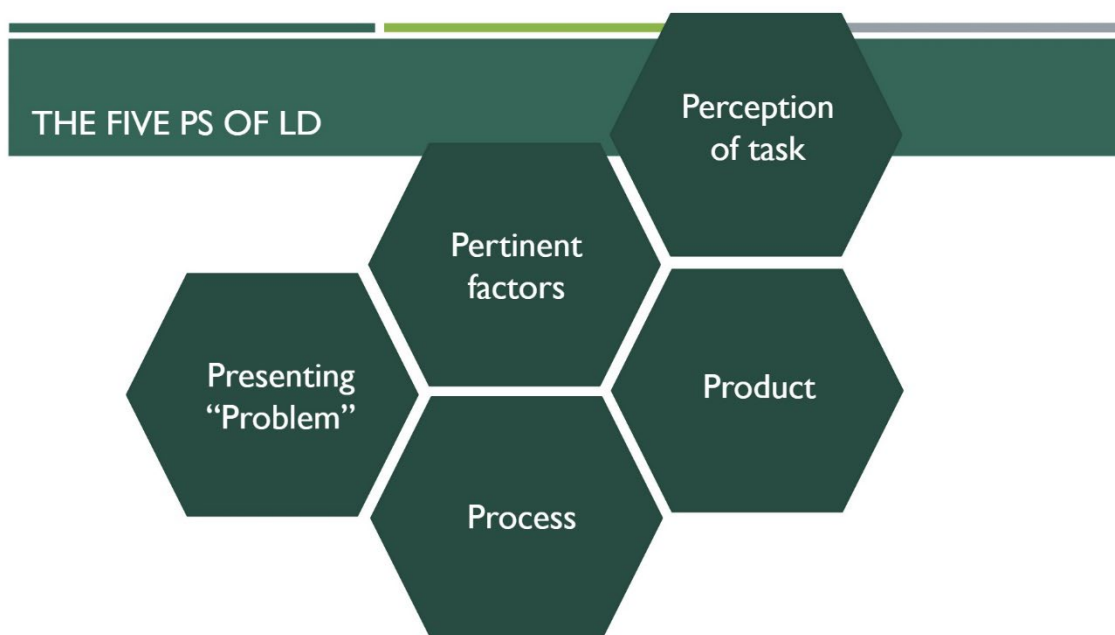 THE FIVE PS OF LD
Perception
of task
Pertinent
factors
Presenting
“Problem”
Product
Process